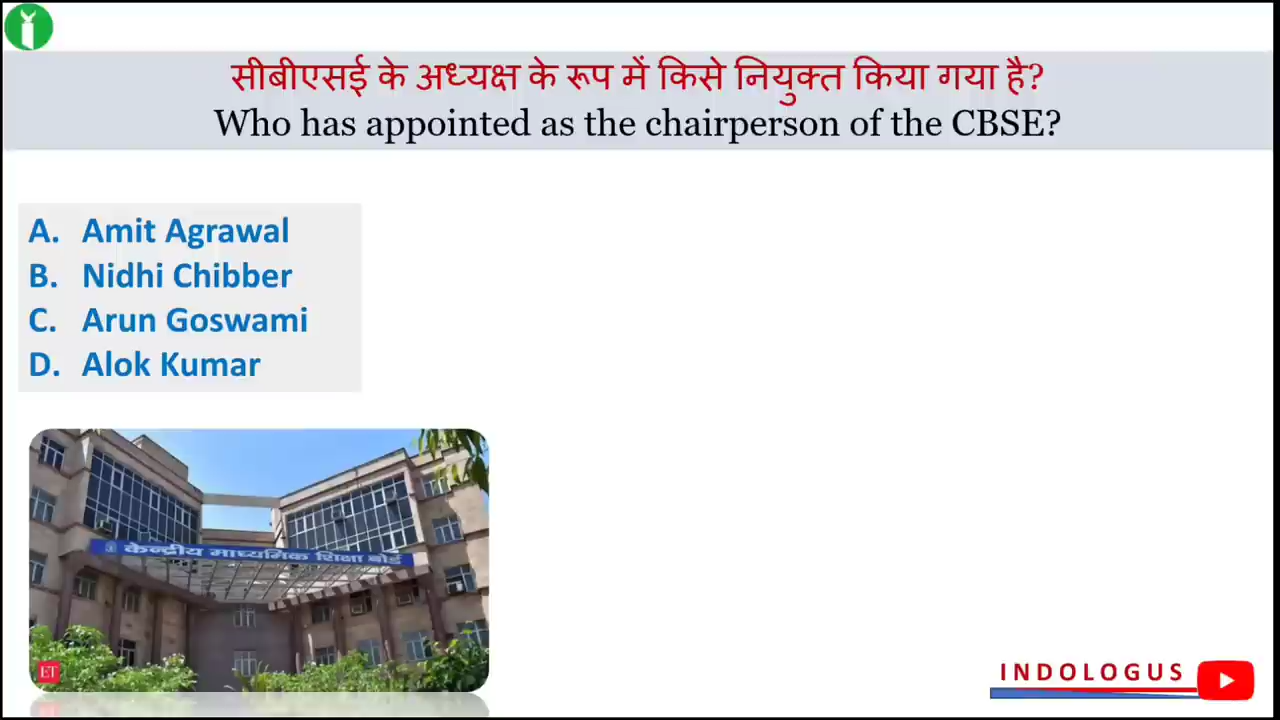 सीबीएसई के अध्यक्ष के रूप में किसे नियुक्त किया गया है?
Who has appointed as the chairperson of the CBSE?
A. Amit Agrawal
B. Nidhi Chibber
C. Arun Goswami
D. Alok Kumar
केन्द्रीय माध्यमिक शिक्षा बोर्ड
ET
INDOLOGUS